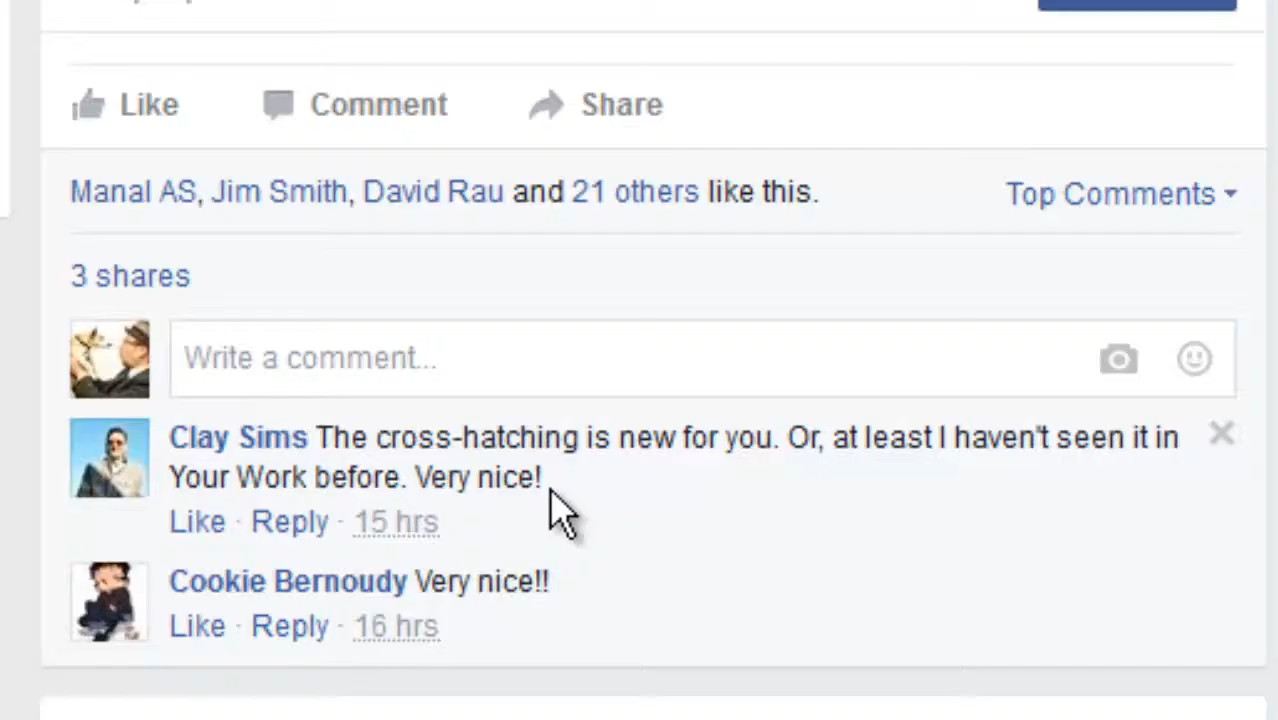 Like Comment Share
Manal AS, Jim Smith, David Rau and 21 others like this. Top Comments
3 shares
Write a comment...
Clay Sims The cross-hatching is new for you. Or, at least I haven't seen it in
Your Work before. Very nice!
Like · Reply · 15 hrs
Cookie Bernoudy Very nice!!
Like · Reply · 16 hrs